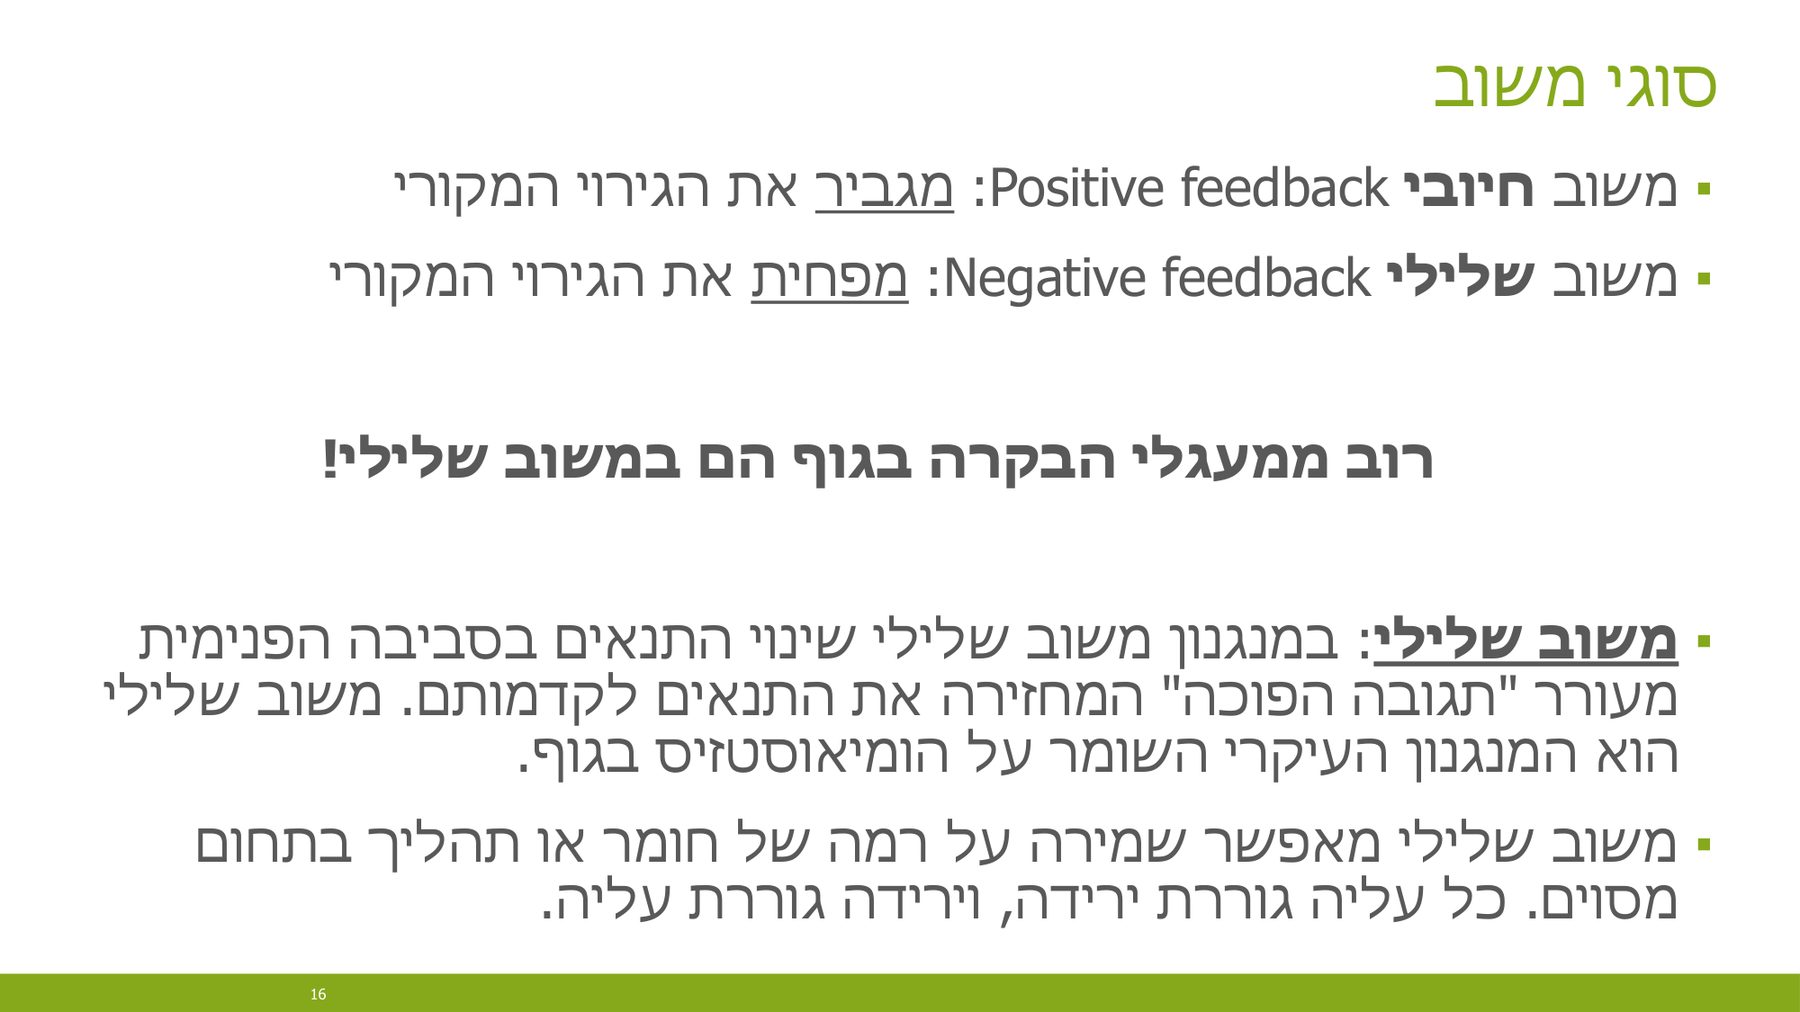 סוגי משוב
▪ משוב חיובי Positive feedback: מגביר את הגירוי המקורי
▪ משוב שלילי Negative feedback: מפחית את הגירוי המקורי
רוב ממעגלי הבקרה בגוף הם במשוב שלילי!
▪ משוב שלילי: במנגנון משוב שלילי שינוי התנאים בסביבה הפנימית
מעורר "תגובה הפוכה" המחזירה את התנאים לקדמותם. משוב שלילי
הוא המנגנון העיקרי השומר על הומיאוסטזיס בגוף.
▪ משוב שלילי מאפשר שמירה על רמה של חומר או תהליך בתחום
מסוים. כל עליה גוררת ירידה, וירידה גוררת עליה.
16